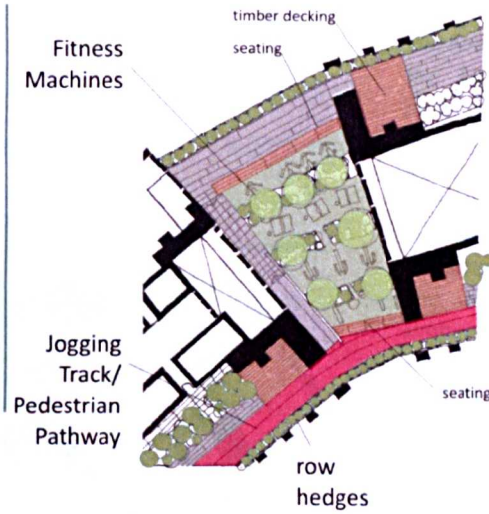 timber decking
Fitness
Machines
seating
Jogging
Track/
Pedestrian
Pathway
seating
row
hedges